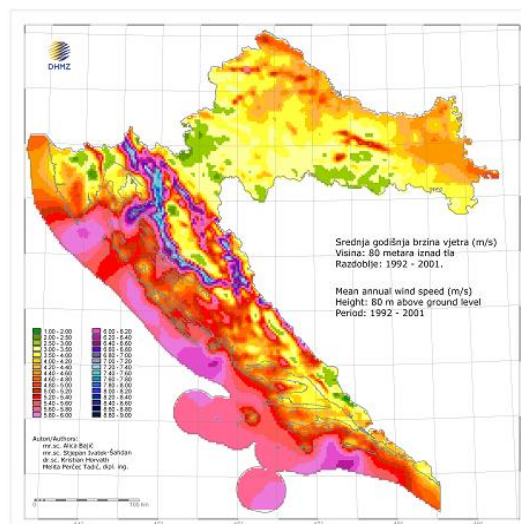 DHMZ
Srednja godišnja brzina vjetra (m/s)
Visina: 80 metara iznad tla
Razdoblje: 1992 - 2001.
Mean annual wind speed (m/s)
Height: 80 m above ground level
Period: 1992 - 2001
1.00 - 2.00
2.00 - 2.50
2.50 - 3.00
3.00 - 3.50
3.50 - 4.00
4.00 - 4.20
4.20 - 4.40
4.40 - 4.60
4.60 - 4.80
4.80 - 5.00
5.00 - 5.20
5.20 - 5.40
5.40 - 5.60
5.60 - 5.80
5.80 - 6.00
6.00 - 6.20
6.20 - 6.40
6.40 - 6.60
6.60 - 6.80
6.80 - 7.00
7.00 - 7.20
7.20 - 7.40
7.40 - 7.60
7.60 - 7.80
7.80 - 8.00
8.00 - 8.20
8.20 - 8.40
8.40 - 8.60
8.60 - 8.80
8.80 - 9.00
Autori/Authors:
mr.sc. Alica Bajić
mr.sc. Stjepan Ivatek-Šahdan
dr.sc. Kristian Horvath
Melita Perčec Tadić, dipl. ing.
100 km